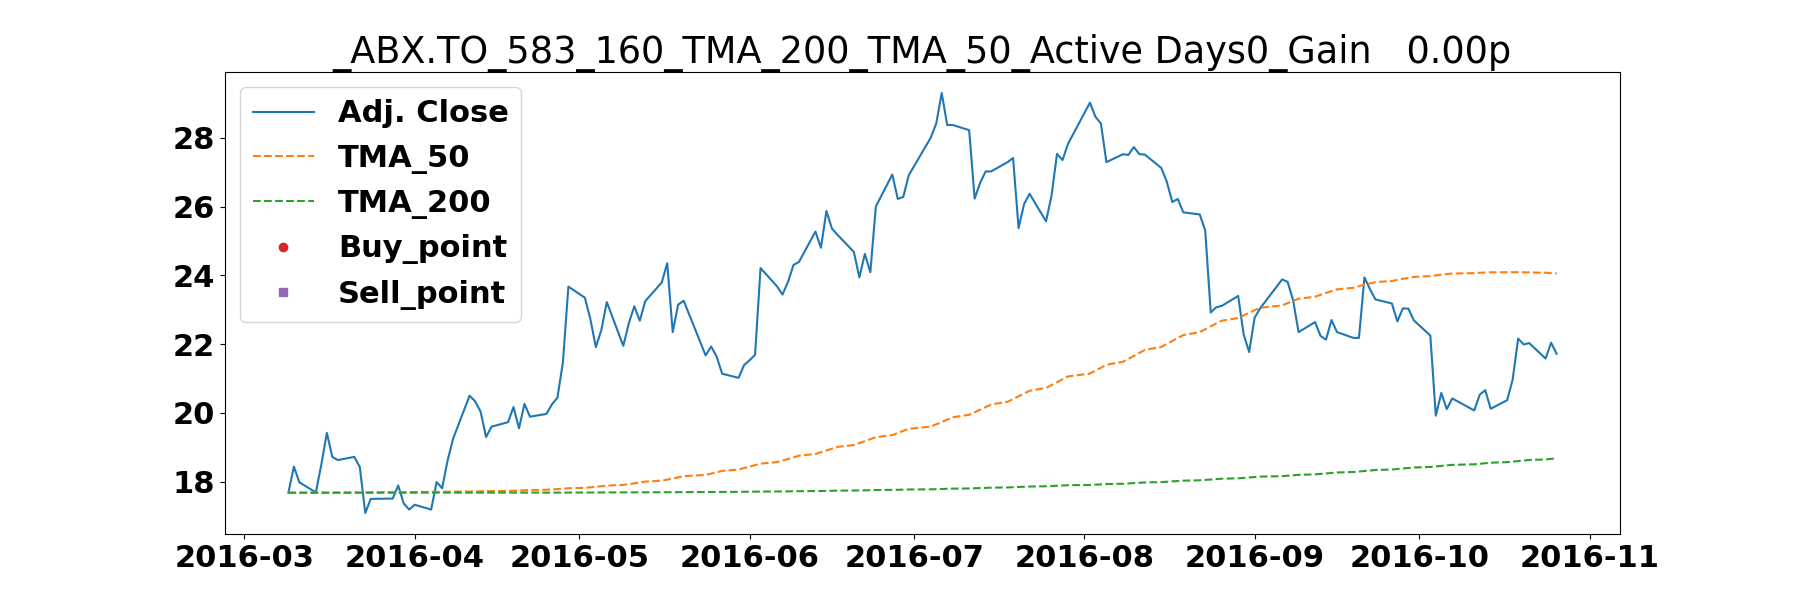 _ABX.TO_583_160_TMA_200_TMA_50_Active Days0_Gain   0.00p
Adj. Close
TMA_50
TMA_200
Buy_point
Sell_point
28
26
24
22
20
18
2016-03 2016-04 2016-05 2016-06 2016-07 2016-08 2016-09 2016-10 2016-11